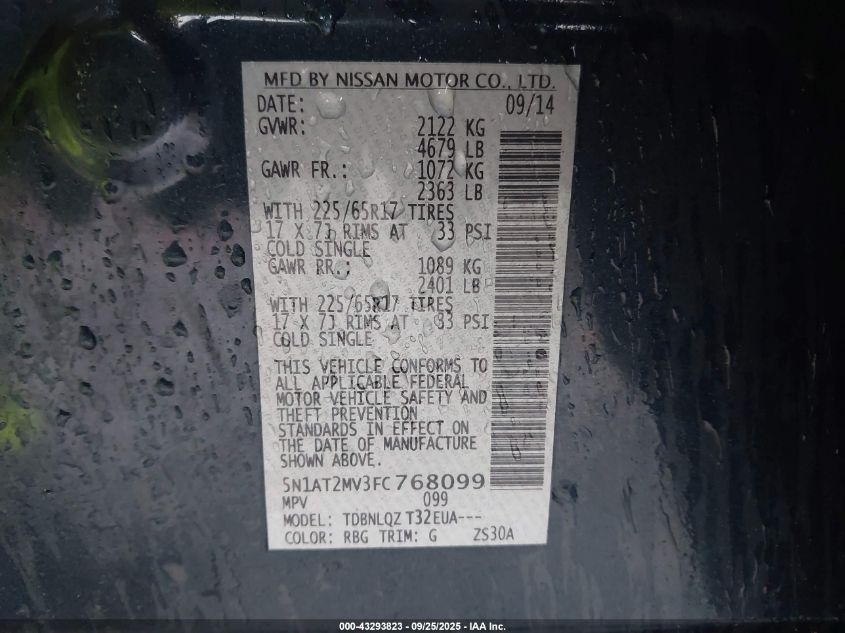 MFD BY NISSAN MOTOR CO., LTD.
DATE: 09/14
GVWR: 2122 KG
4679 LB
GAWR FR.: 1072 KG
2363 LB
WITH 225/65R17 TIRES
17 X 7J RIMS AT 33 PSI
COLD SINGLE
GAWR RR.: 1089 KG
2401 LB
WITH 225/65R17 TIRES
17 X 7J RIMS AT 33 PSI
COLD SINGLE
THIS VEHICLE CONFORMS TO
ALL APPLICABLE FEDERAL
MOTOR VEHICLE SAFETY AND
THEFT PREVENTION
STANDARDS IN EFFECT ON
THE DATE OF MANUFACTURE
SHOWN ABOVE.
5N1AT2MV3FC768099
MPV 099
MODEL: TDBNLQZ T32EUA---
COLOR: RBG TRIM: G ZS30A
000-43293823 - 09/25/2025 - IAA Inc.